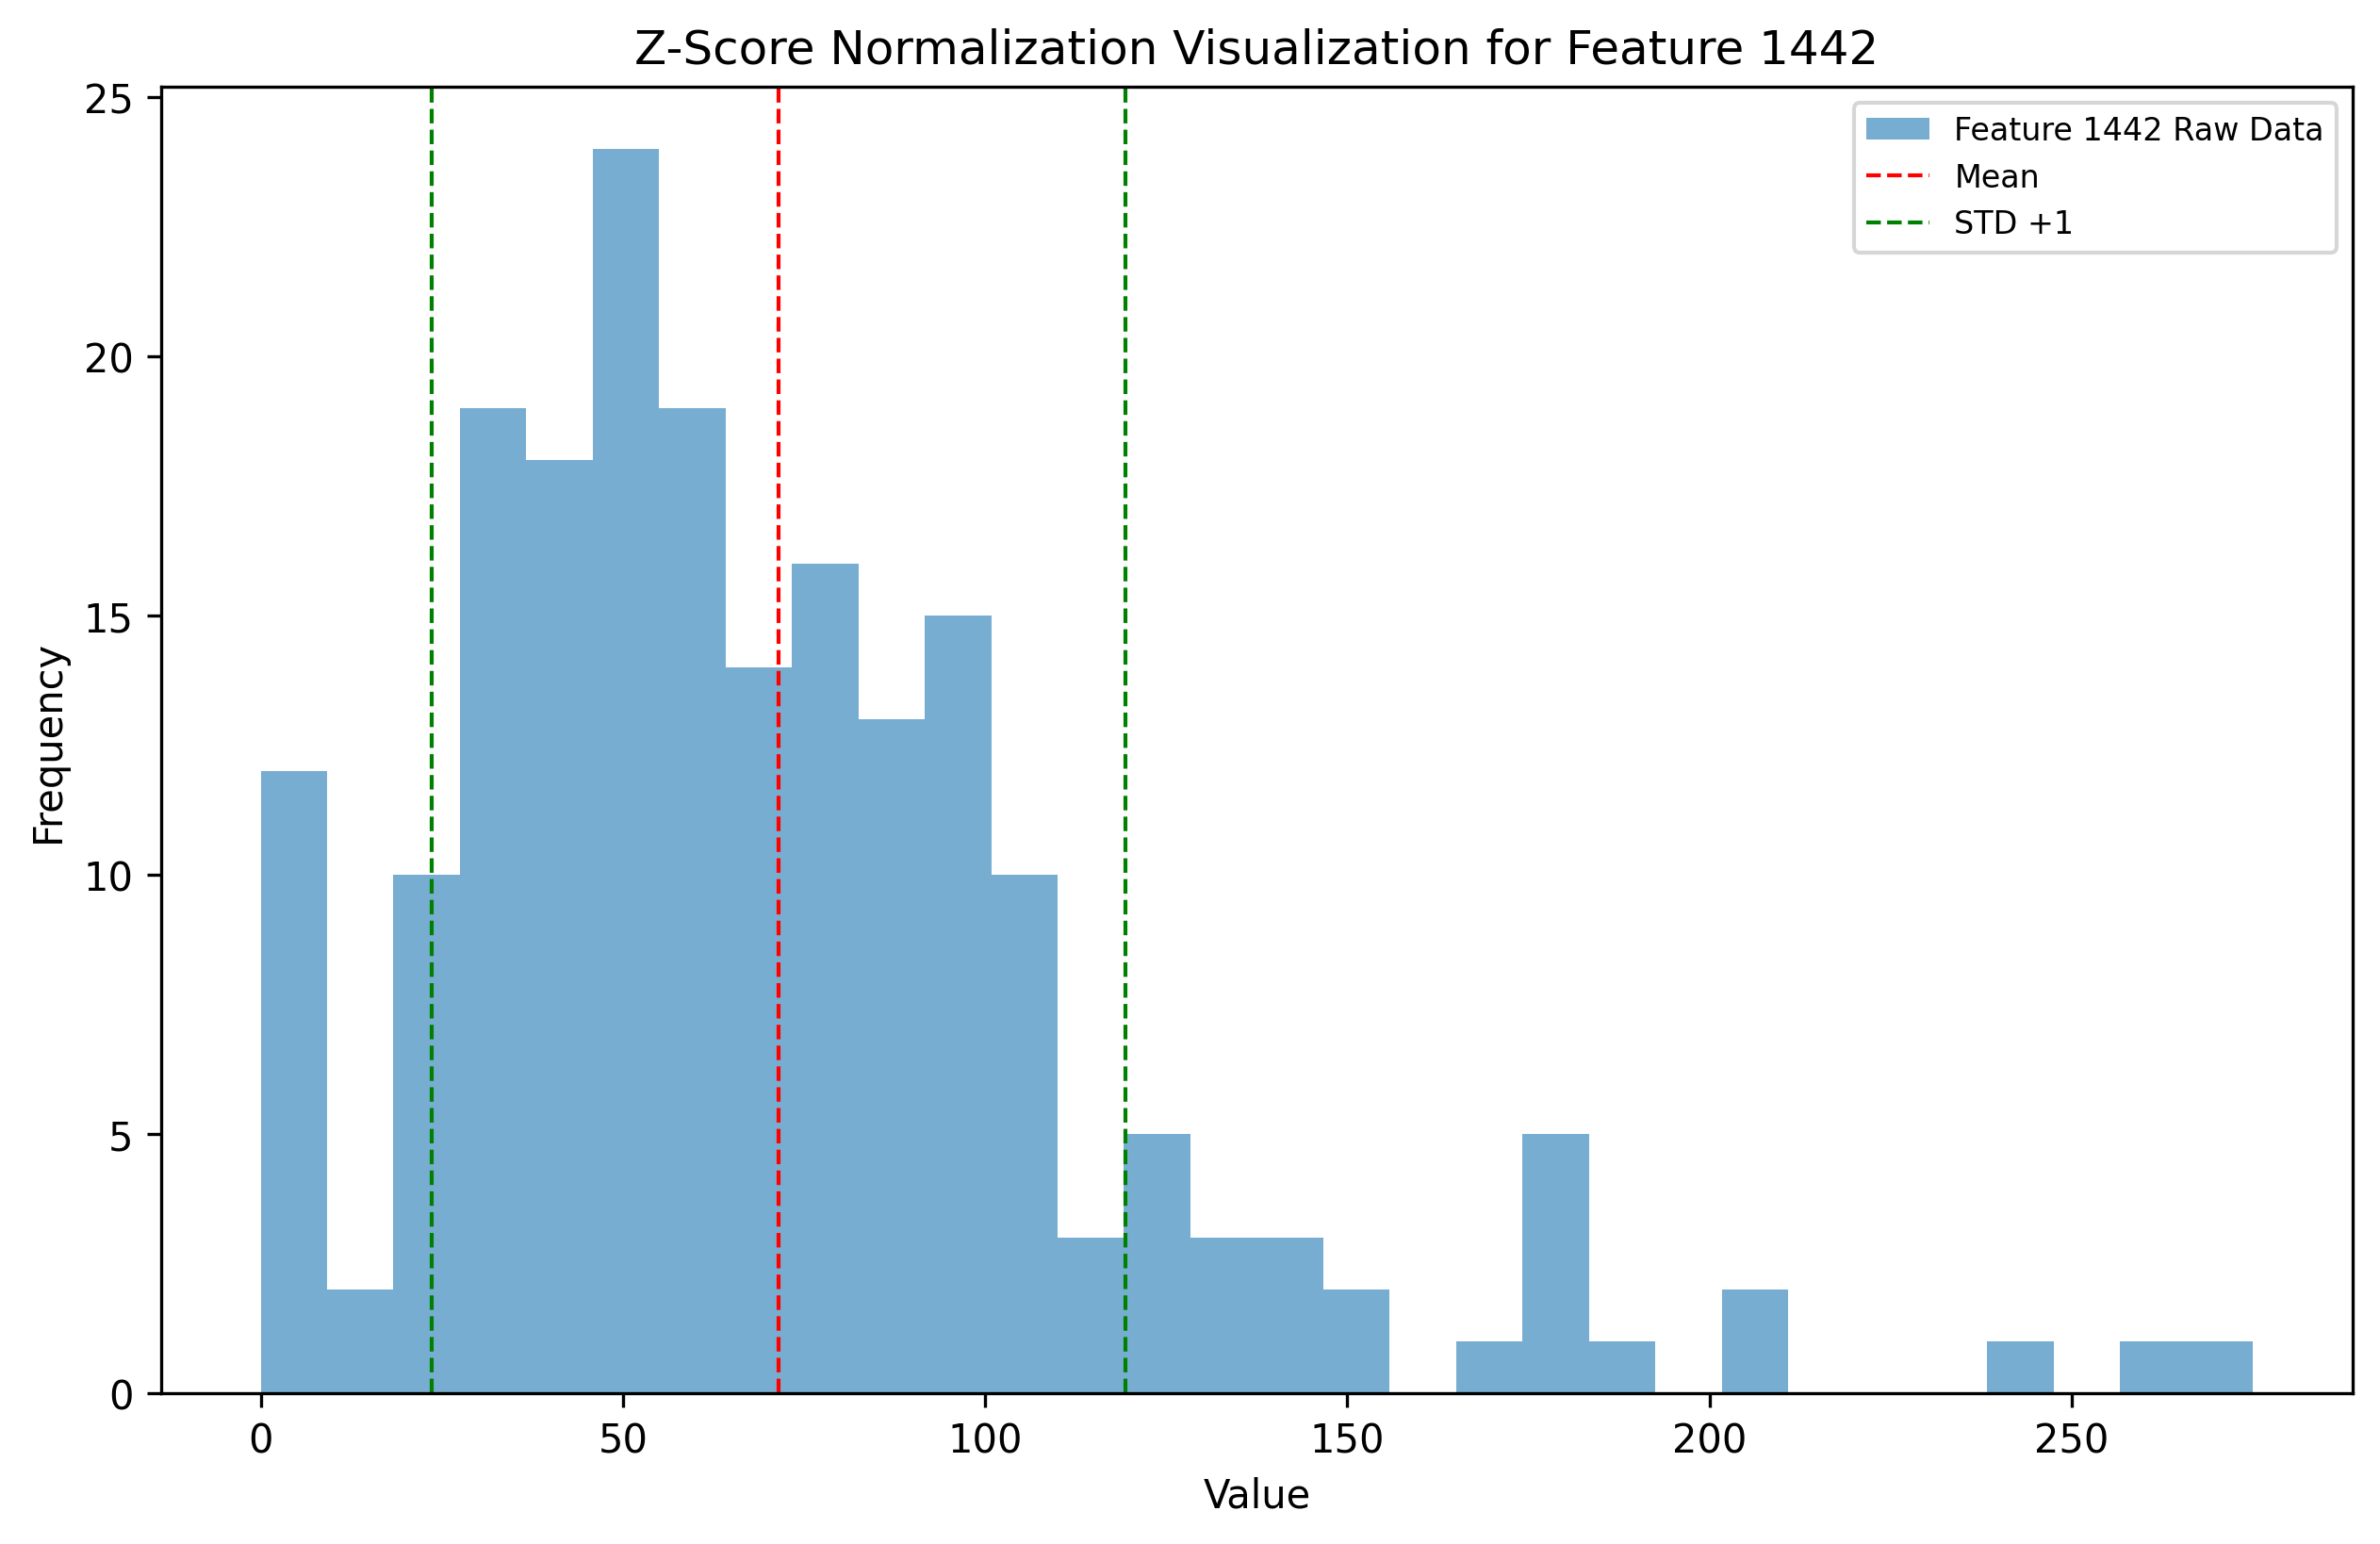 Z-Score Normalization Visualization for Feature 1442
Feature 1442 Raw Data
Mean
STD +1
25
20
15
10
5
0
Frequency
0 50 100 150 200 250
Value